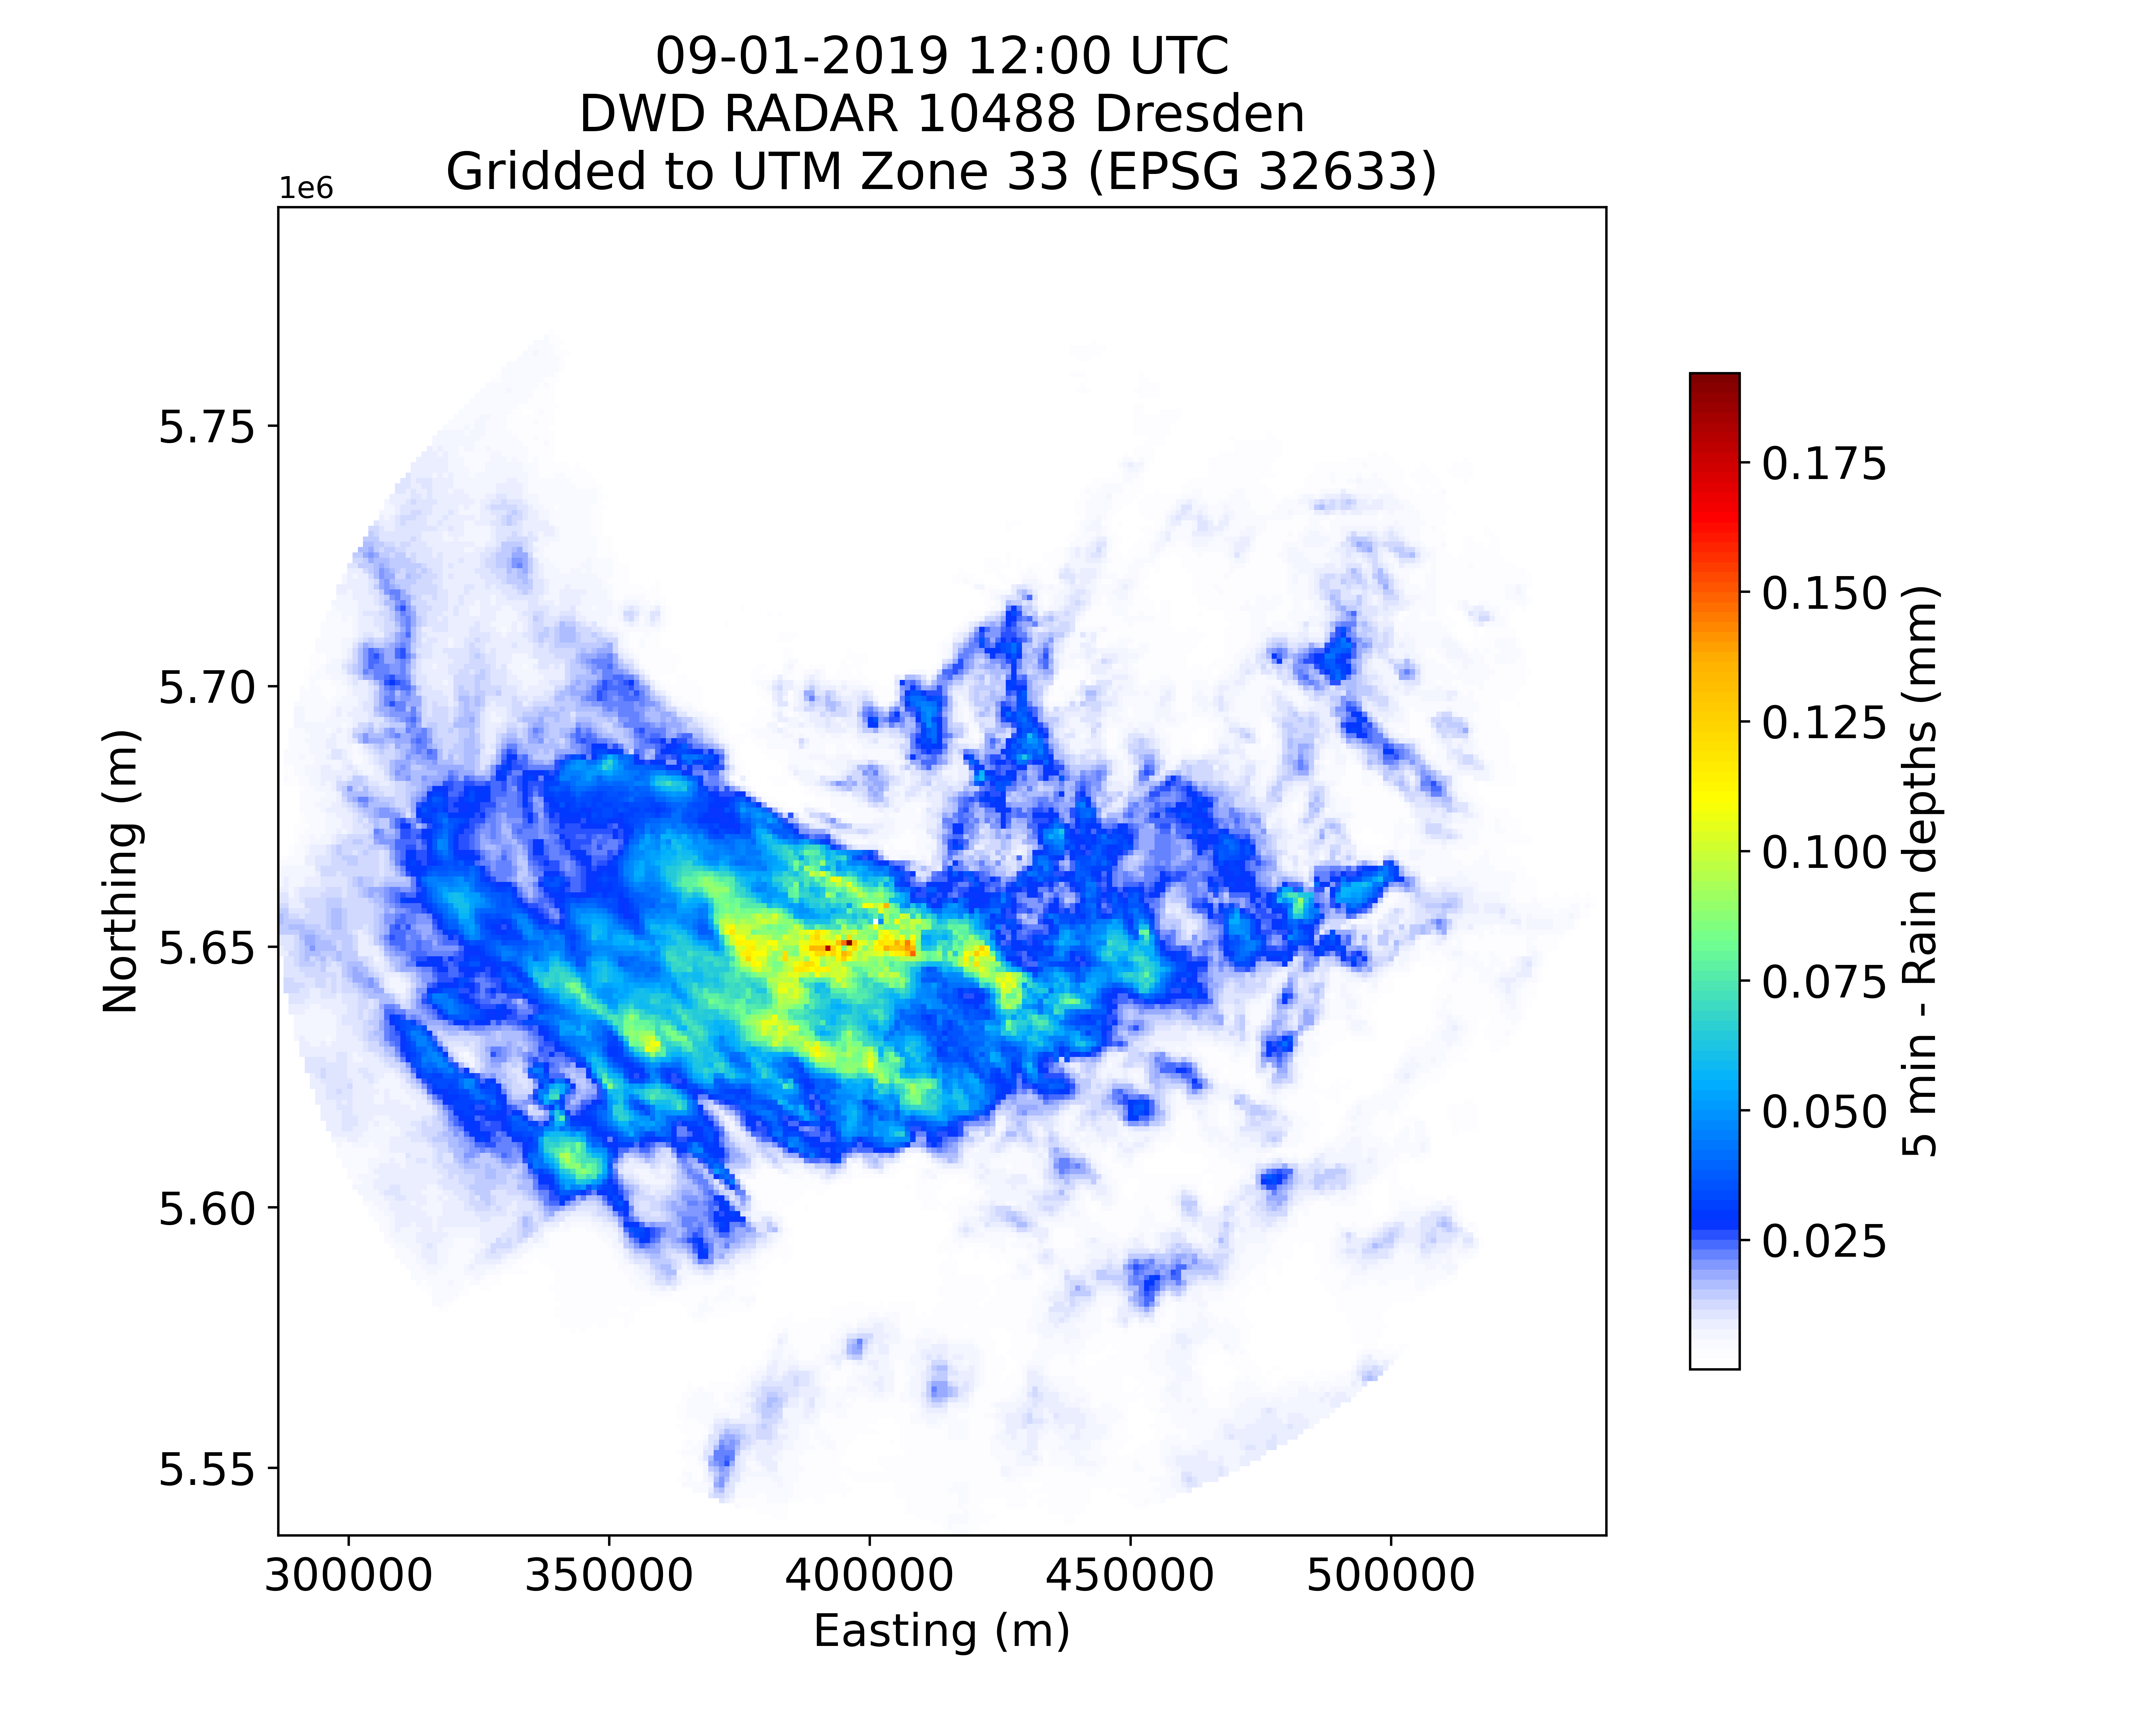 09-01-2019 12:00 UTC
DWD RADAR 10488 Dresden
Gridded to UTM Zone 33 (EPSG 32633)
1e6
5.75
5.70
5.65
5.60
5.55
Northing (m)
300000
350000
400000
450000
500000
Easting (m)
0.175
0.150
0.125
0.100
0.075
0.050
0.025
5 min - Rain depths (mm)